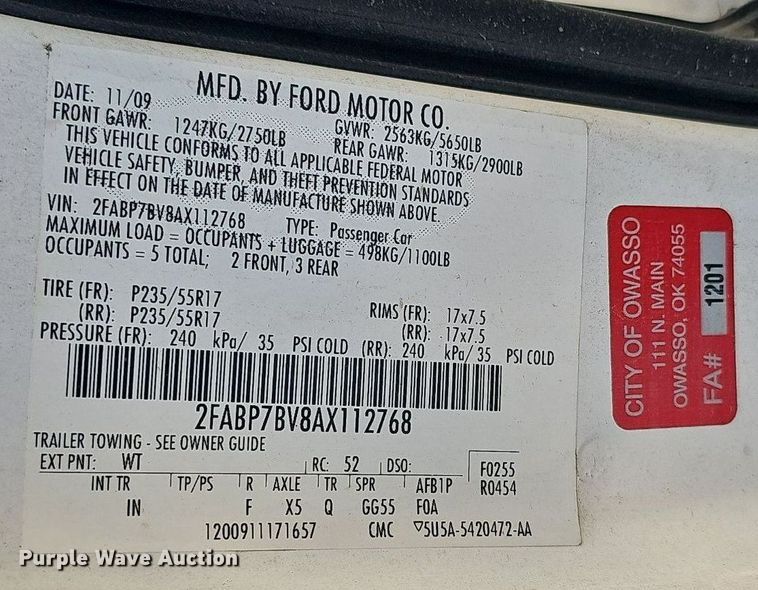 MFD. BY FORD MOTOR CO.
DATE: 11/09
GVWR: 2563KG/5650LB
FRONT GAWR: 1247KG/2750LB
REAR GAWR: 1315KG/2900LB
THIS VEHICLE CONFORMS TO ALL APPLICABLE FEDERAL MOTOR
VEHICLE SAFETY, BUMPER, AND THEFT PREVENTION STANDARDS
IN EFFECT ON THE DATE OF MANUFACTURE SHOWN ABOVE.
VIN: 2FABP7BV8AX112768 TYPE: Passenger Car
MAXIMUM LOAD = OCCUPANTS + LUGGAGE = 498KG/1100LB
OCCUPANTS = 5 TOTAL; 2 FRONT, 3 REAR
TIRE (FR): P235/55R17 RIMS (FR): 17x7.5
(RR): P235/55R17 (RR): 17x7.5
PRESSURE (FR): 240 kPa/ 35 PSI COLD (RR): 240 kPa/ 35 PSI COLD
2FABP7BV8AX112768
TRAILER TOWING - SEE OWNER GUIDE
EXT PNT: WT RC: 52 DSO: F0255
INT TR TP/PS R AXLE TR SPR AFB1P R0454
IN F X5 Q GG55 F0A
1200911171657 CMC ▽5U5A-5420472-AA
CITY OF OWASSO
111 N. MAIN
OWASSO, OK 74055
FA# 1201
Purple Wave Auction